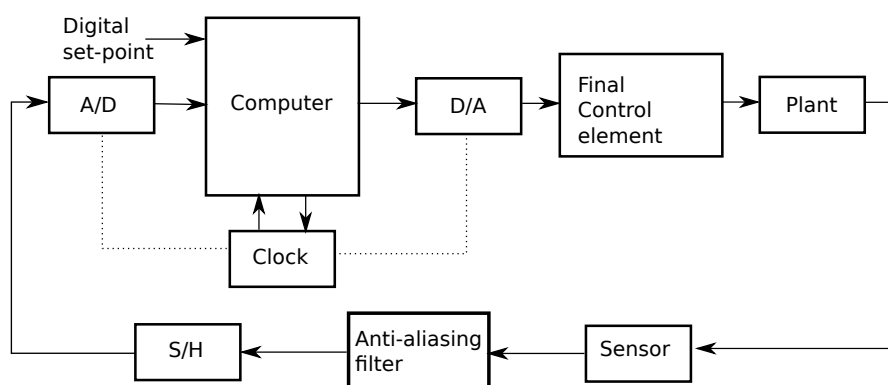 Digital
set-point
A/D
Computer
D/A
Final
Control
element
Plant
Clock
S/H
Anti-aliasing
filter
Sensor